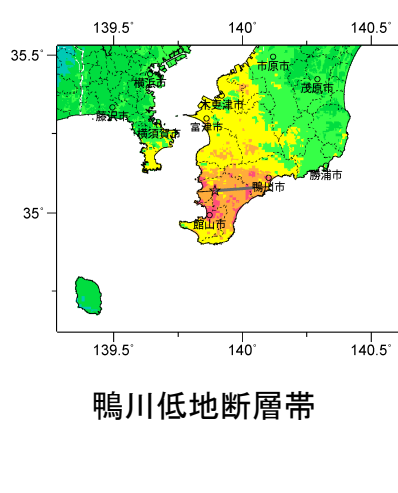 139.5° 140° 140.5°
35.5°
市原市
横浜市
茂原市
木更津市
藤沢市
富津市
横須賀市
勝浦市
鴨川市
35°
館山市
139.5° 140° 140.5°
鴨川低地断層帯